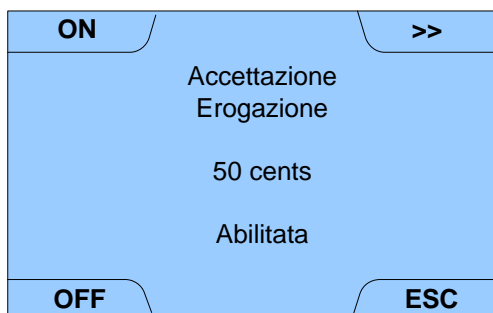 ON
>>
Accettazione
Erogazione
50 cents
Abilitata
OFF
ESC